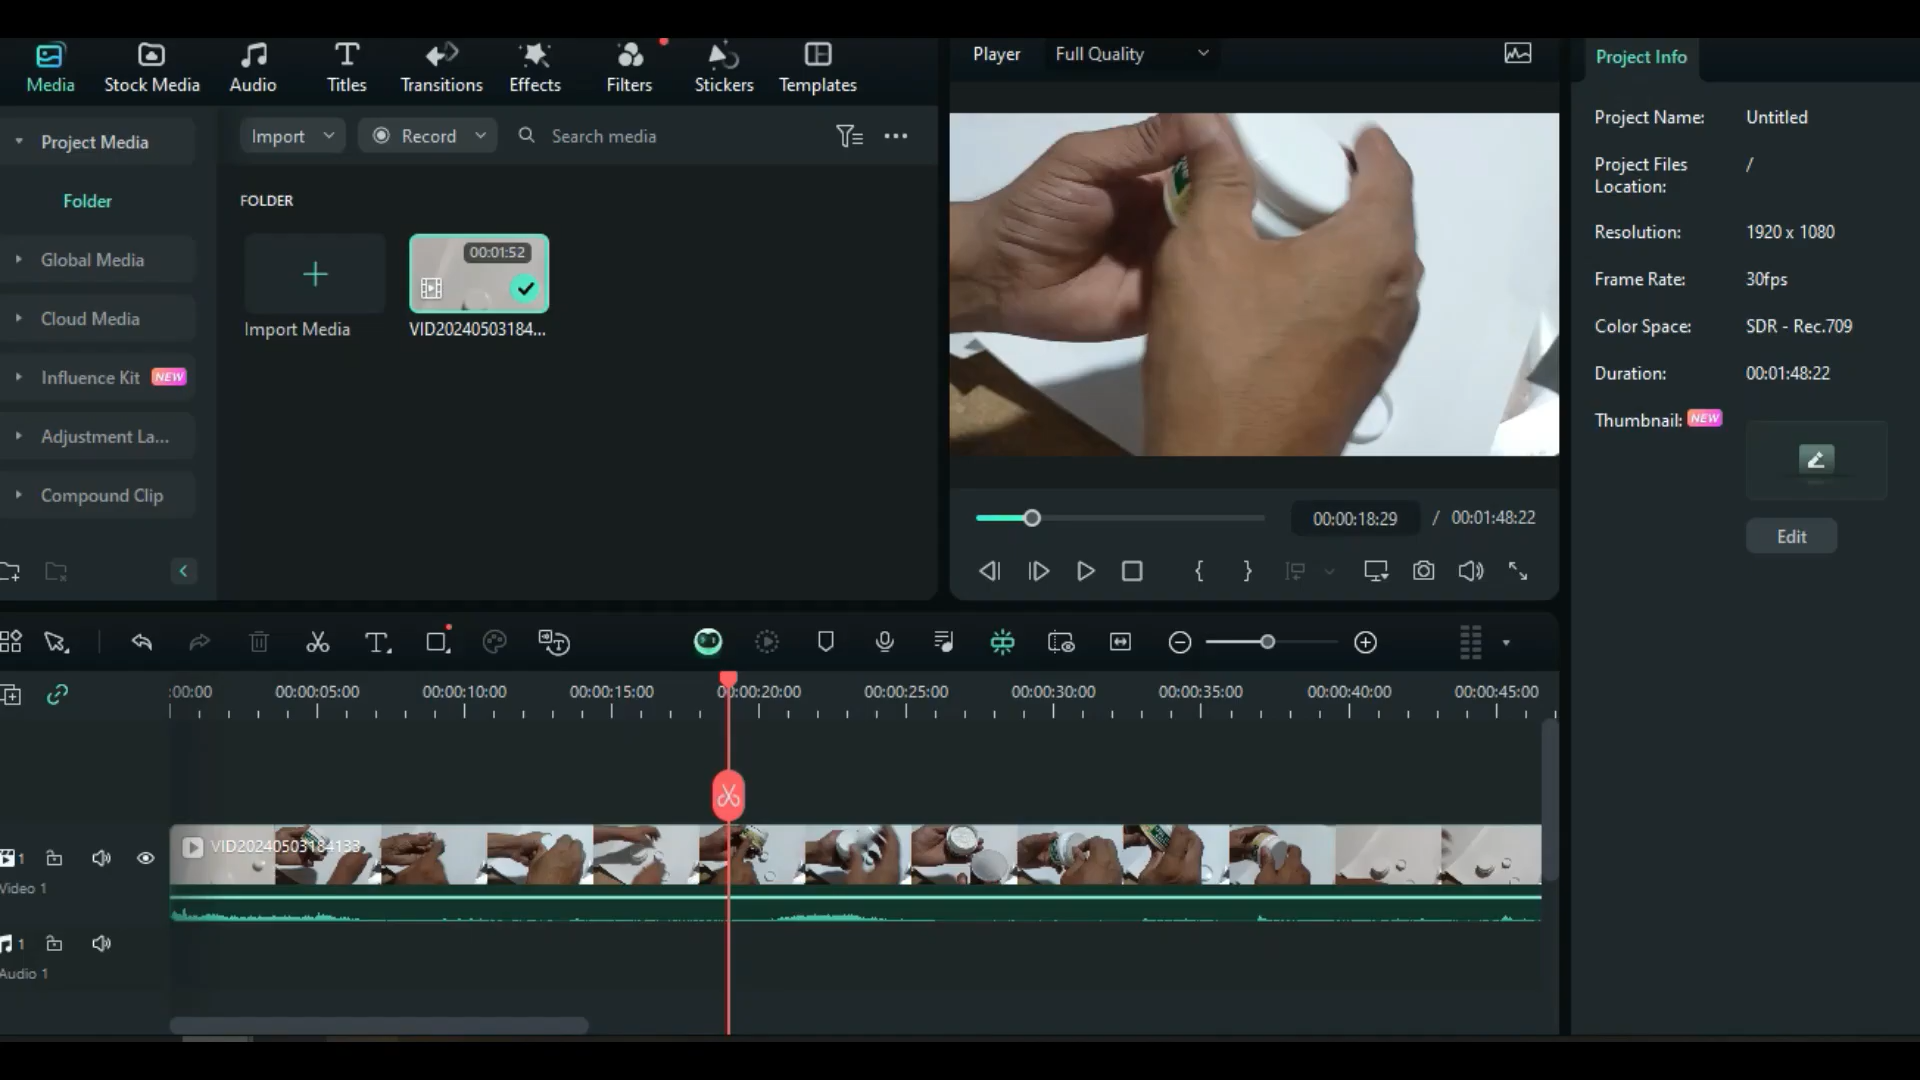 Media
Stock Media
Audio
Titles
Transitions
Effects
Filters
Stickers
Templates
Player
Full Quality
Project Info
Project Media
Folder
Global Media
Cloud Media
Influence Kit NEW
Adjustment La...
Compound Clip
Import
Record
Search media
FOLDER
Import Media
00:01:52
VID20240503184...
00:00:18:29 / 00:01:48:22
Project Name: Untitled
Project Files Location: /
Resolution: 1920 x 1080
Frame Rate: 30fps
Color Space: SDR - Rec.709
Duration: 00:01:48:22
Thumbnail: NEW
Edit
:00:00 00:00:05:00 00:00:10:00 00:00:15:00 00:00:20:00 00:00:25:00 00:00:30:00 00:00:35:00 00:00:40:00 00:00:45:00
VID20240503184133
1
Video 1
1
Audio 1